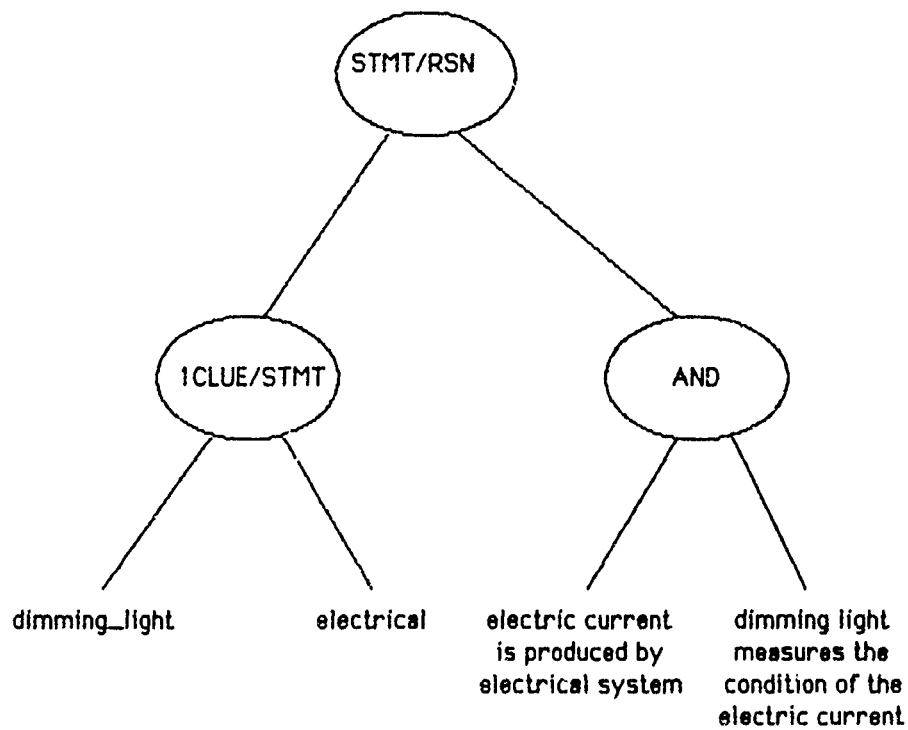 STMT/RSN
1CLUE/STMT
AND
dimming_light
electrical
electric current
is produced by
electrical system
dimming light
measures the
condition of the
electric current